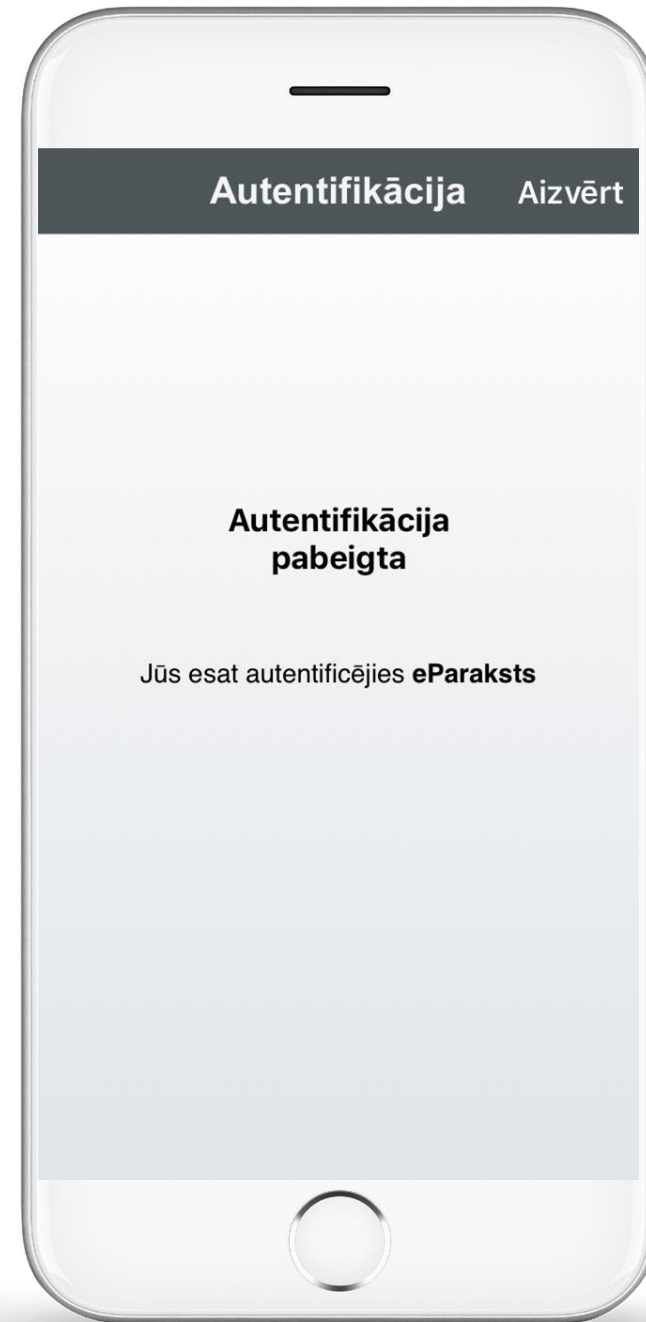 Autentifikācija Aizvērt
Autentifikācija
pabeigta
Jūs esat autentificējies eParaksts